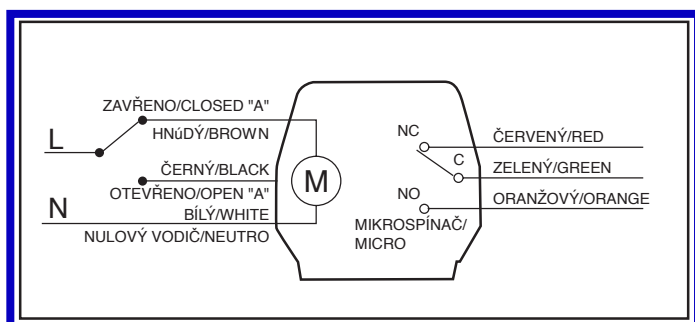 ZAVŘENO/CLOSED "A"
L
HNúDÝ/BROWN
ČERNÝ/BLACK
OTEVŘENO/OPEN "A"
N
BÍLÝ/WHITE
NULOVÝ VODIČ/NEUTRO
M
NC
ČERVENÝ/RED
C
ZELENÝ/GREEN
NO
ORANŽOVÝ/ORANGE
MIKROSPÍNAČ/
MICRO